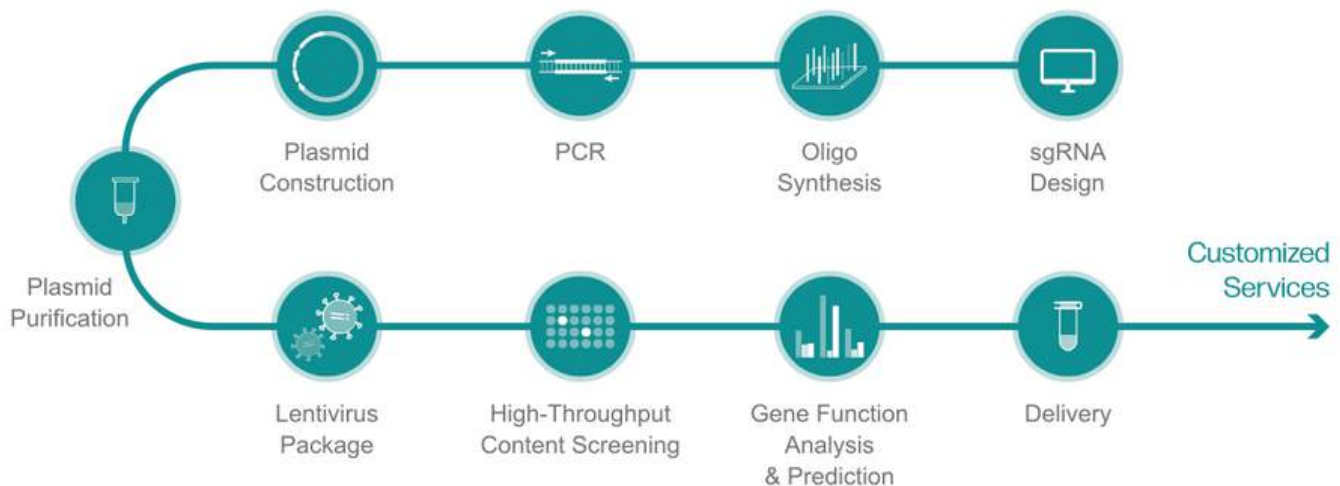 Plasmid
Construction
PCR
Oligo
Synthesis
sgRNA
Design
Plasmid
Purification
Customized
Services
Lentivirus
Package
High-Throughput
Content Screening
Gene Function
Analysis
& Prediction
Delivery